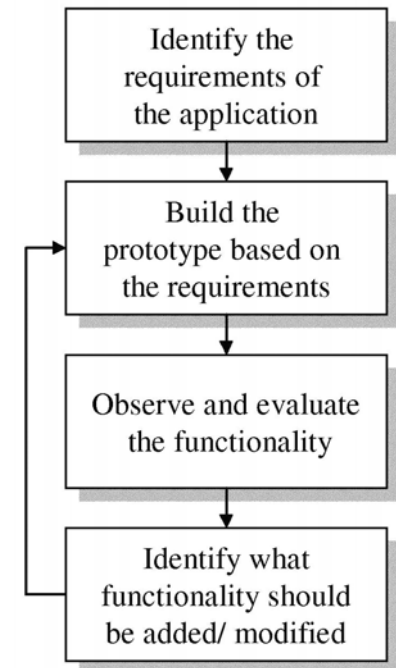 Identify the
requirements of
the application
Build the
prototype based on
the requirements
Observe and evaluate
the functionality
Identify what
functionality should
be added/ modified